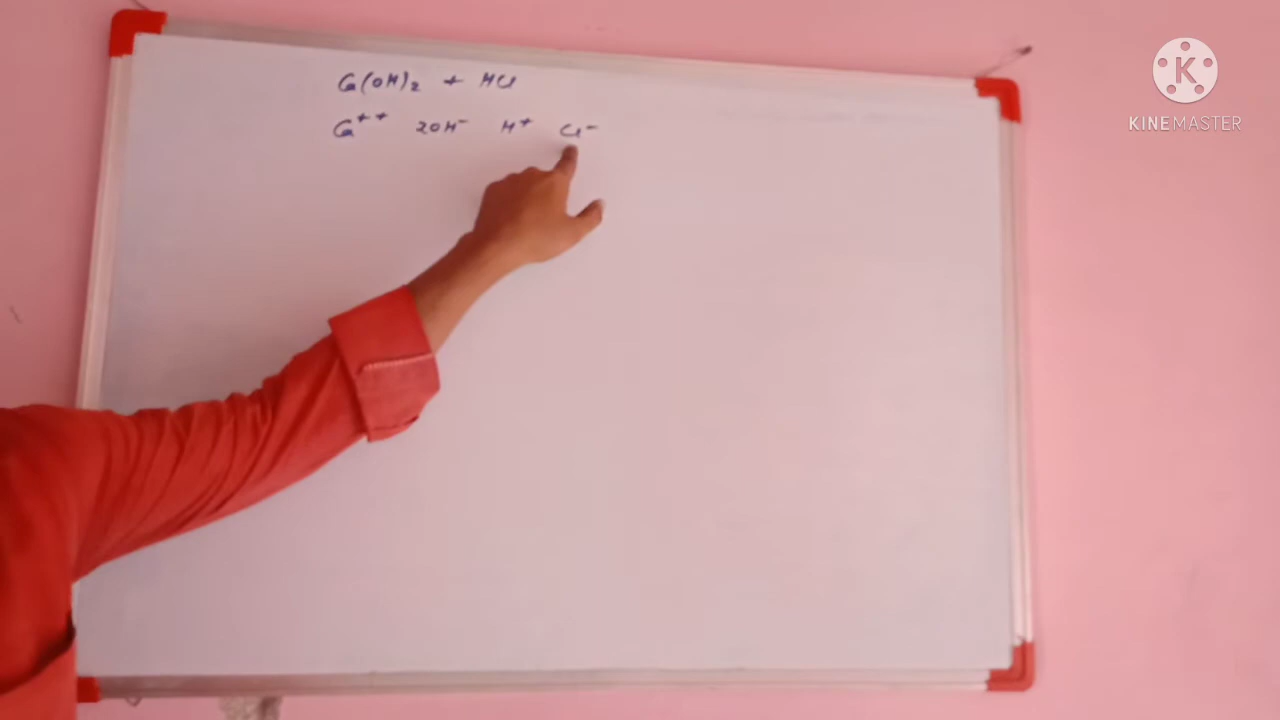 Ca(OH)₂ + HCl
Ca⁺⁺ 2OH⁻ H⁺ Cl⁻
KINEMASTER